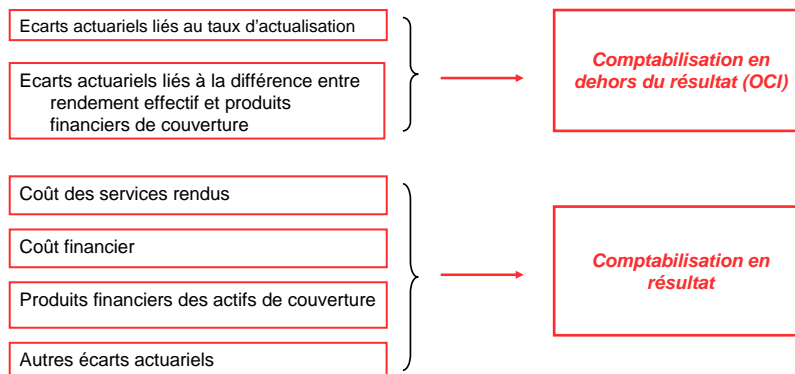 Ecarts actuariels liés au taux d'actualisation
Ecarts actuariels liés à la différence entre
rendement effectif et produits
financiers de couverture
Comptabilisation en
dehors du résultat (OCI)
Coût des services rendus
Coût financier
Produits financiers des actifs de couverture
Autres écarts actuariels
Comptabilisation en
résultat